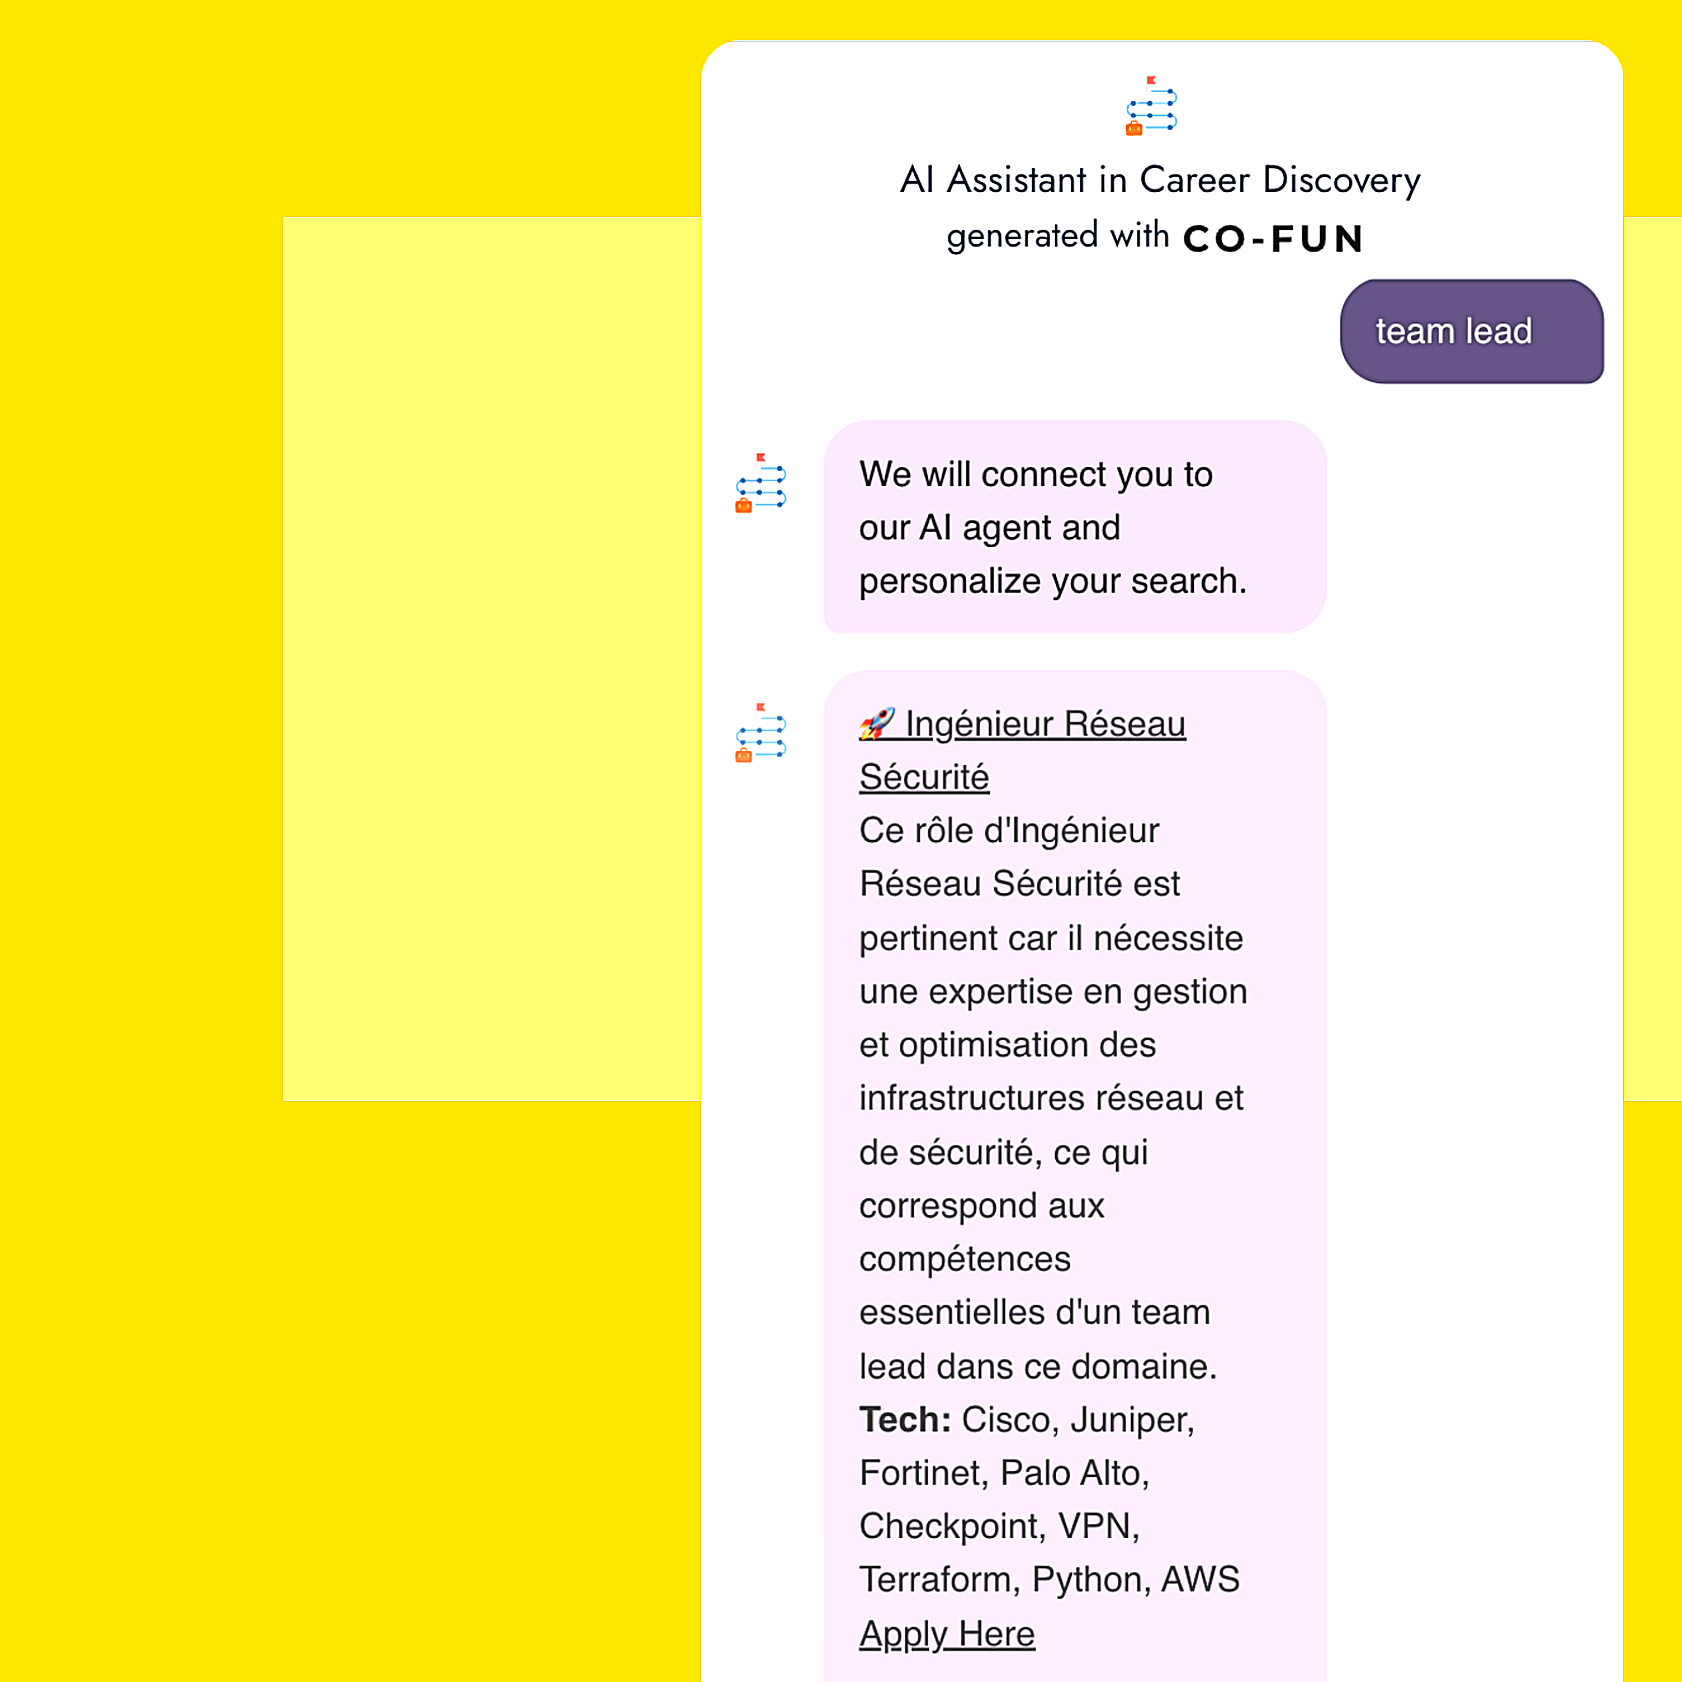 AI Assistant in Career Discovery
generated with CO-FUN
team lead
We will connect you to
our AI agent and
personalize your search.
🚀 Ingénieur Réseau
Sécurité
Ce rôle d'Ingénieur
Réseau Sécurité est
pertinent car il nécessite
une expertise en gestion
et optimisation des
infrastructures réseau et
de sécurité, ce qui
correspond aux
compétences
essentielles d'un team
lead dans ce domaine.
Tech: Cisco, Juniper,
Fortinet, Palo Alto,
Checkpoint, VPN,
Terraform, Python, AWS
Apply Here